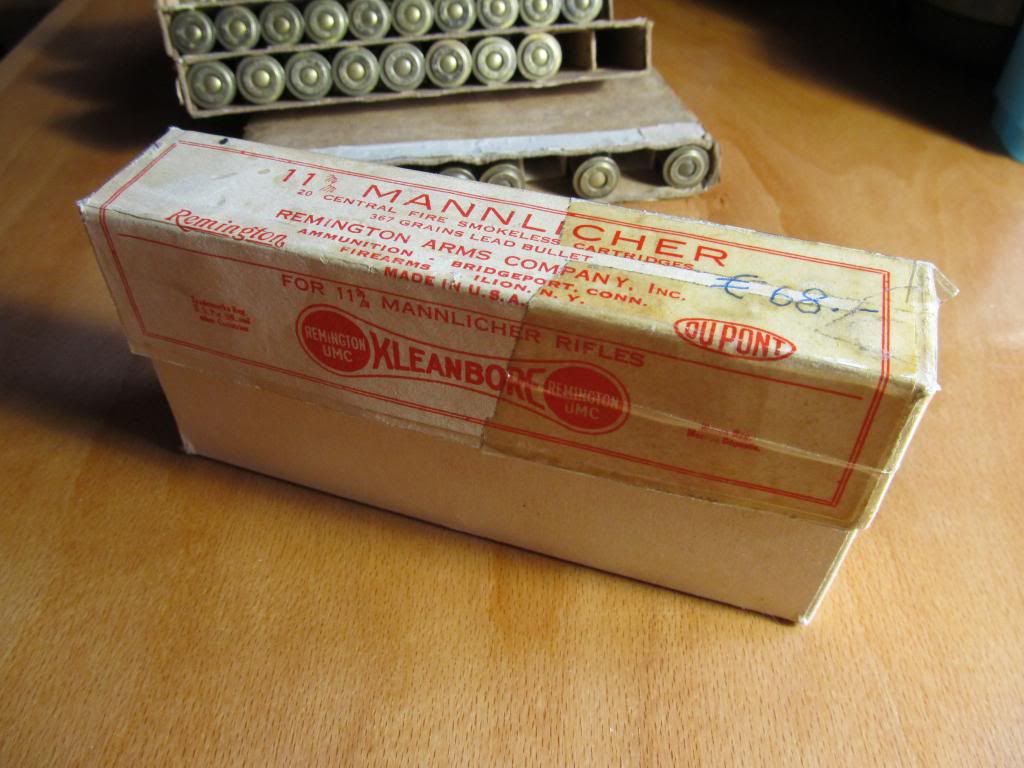 11 MANNLICHER
20 CENTRAL FIRE SMOKELESS CARTRIDGES
367 GRAINS LEAD BULLET
Remington
REMINGTON ARMS COMPANY, INC.
AMMUNITION - BRIDGEPORT, CONN.
FIREARMS - ILION, N. Y.
MADE IN U.S.A.
€ 68.-
FOR 11 MANNLICHER RIFLES
DU PONT
REMINGTON
UMC
KLEANBORE
REMINGTON
UMC